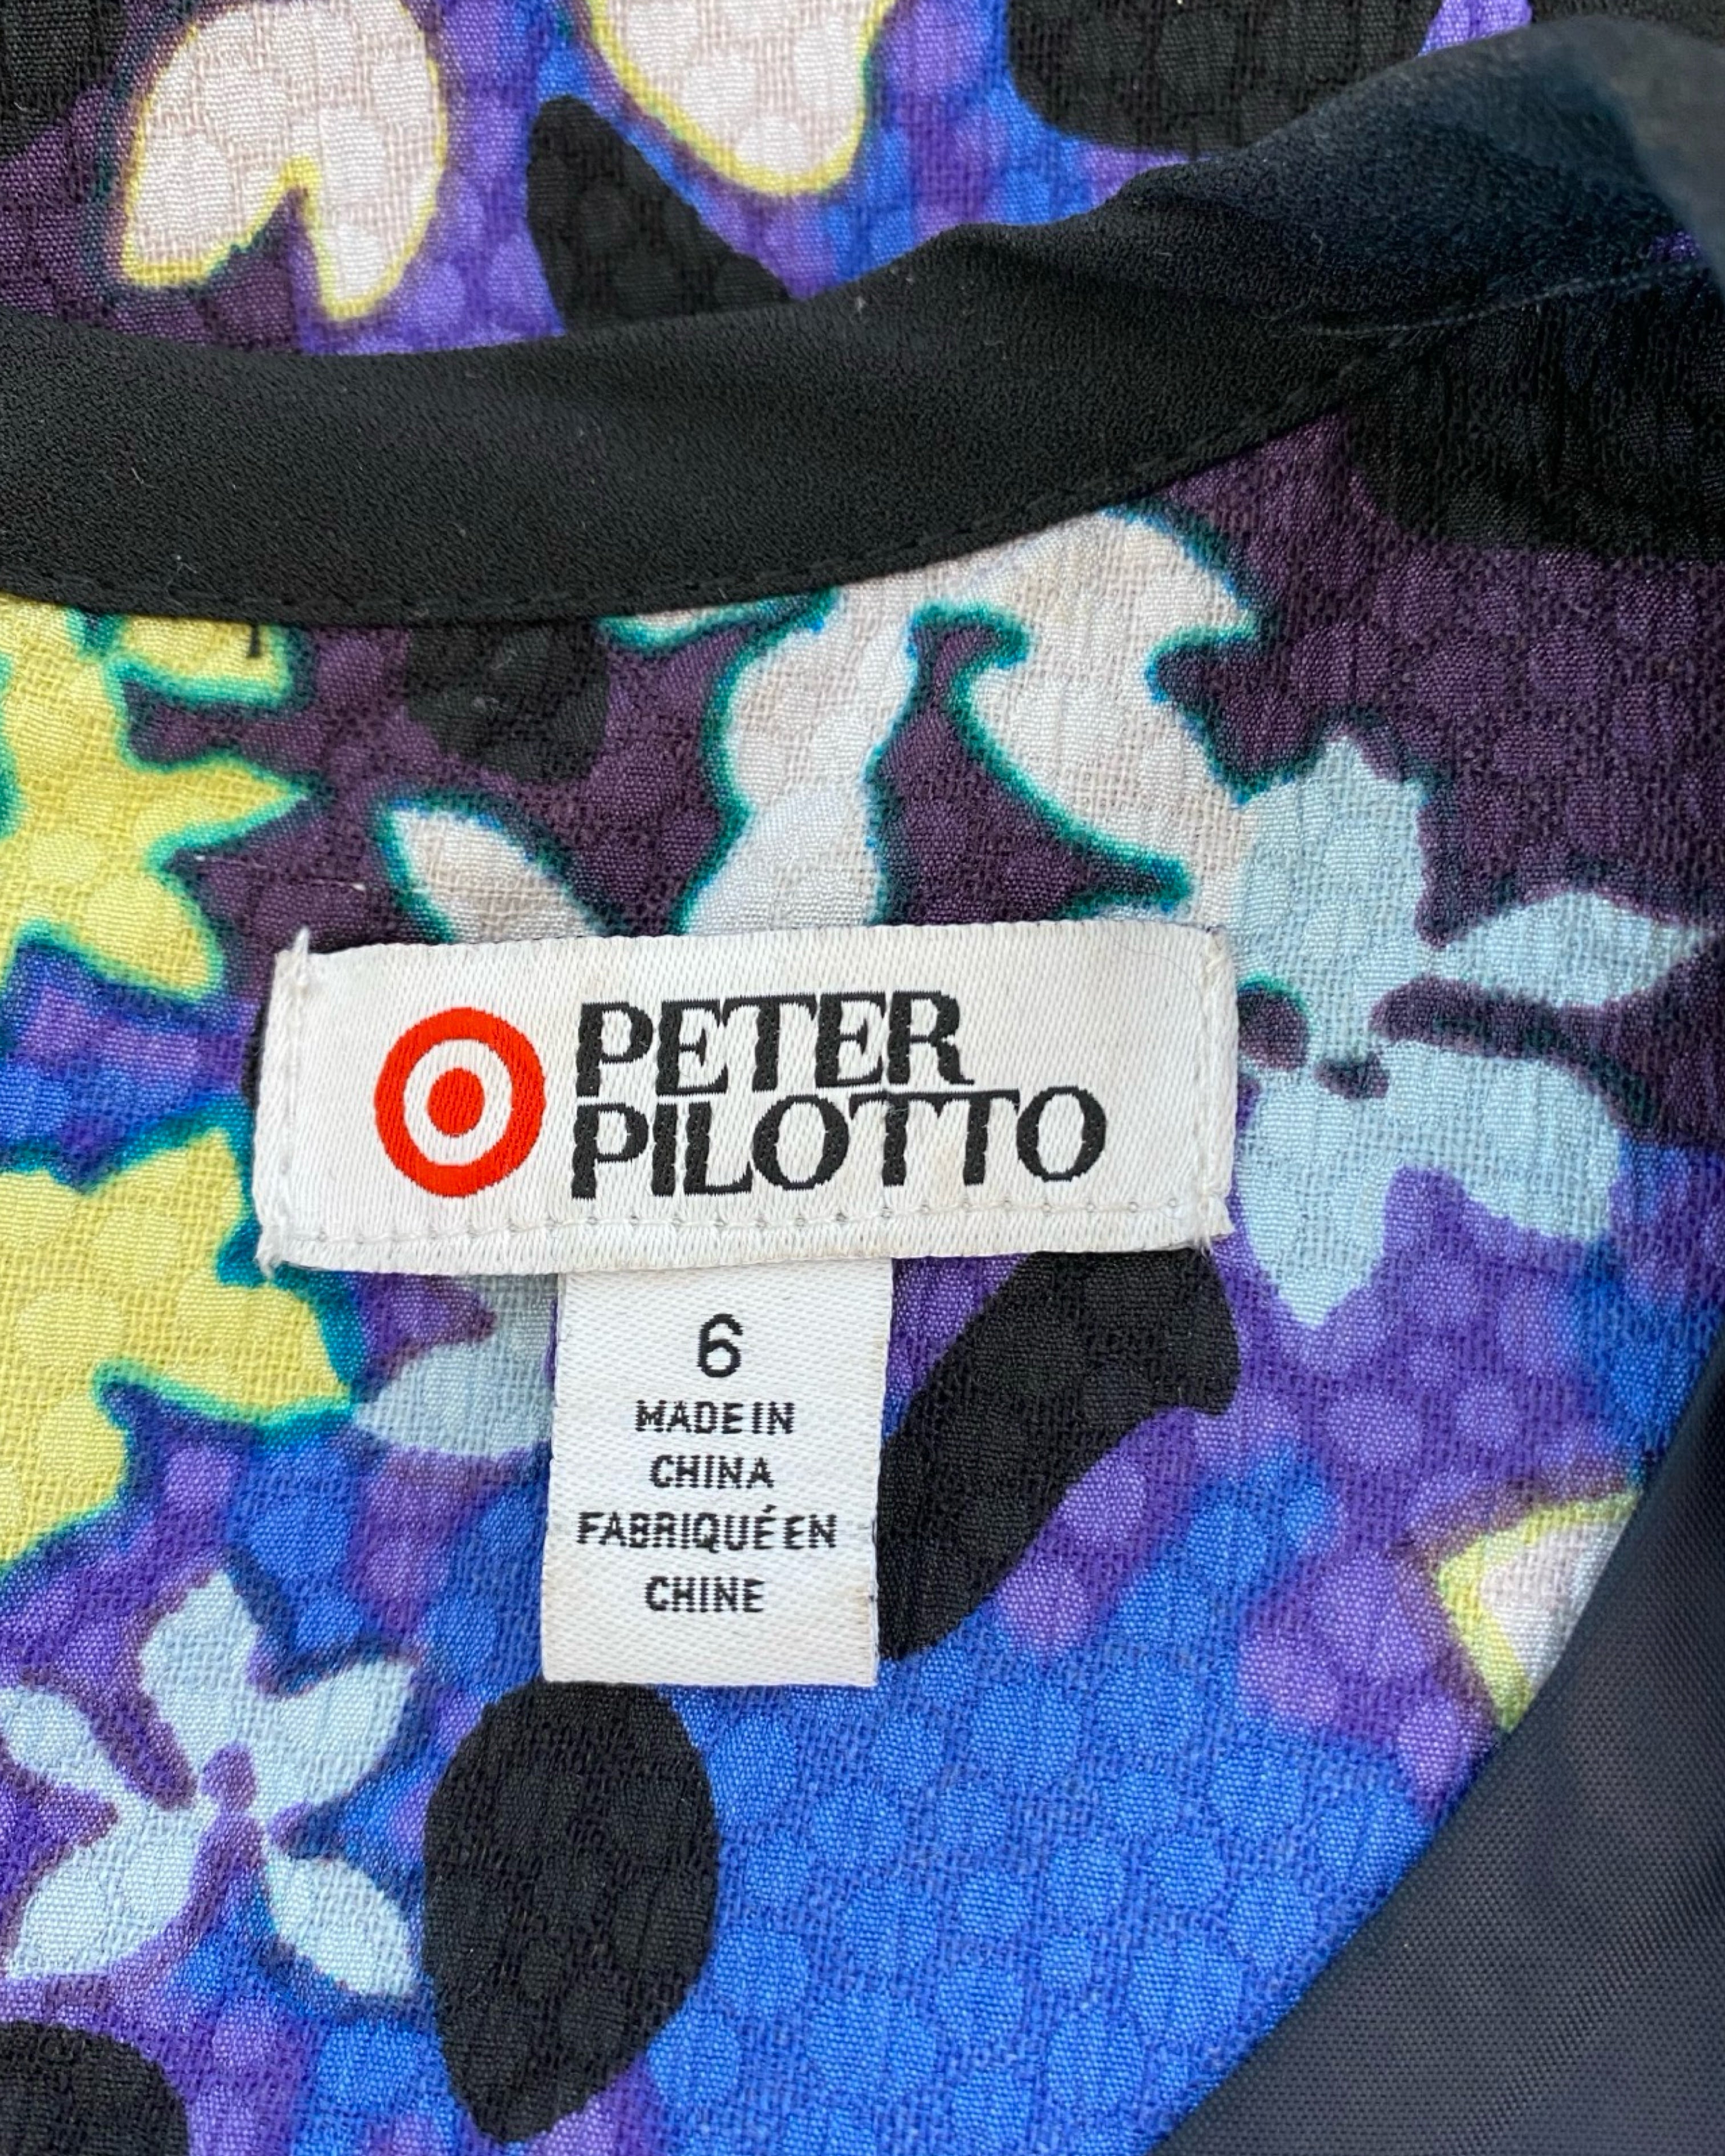 PETER
PILOTTO
6
MADE IN
CHINA
FABRIQUÉ EN
CHINE